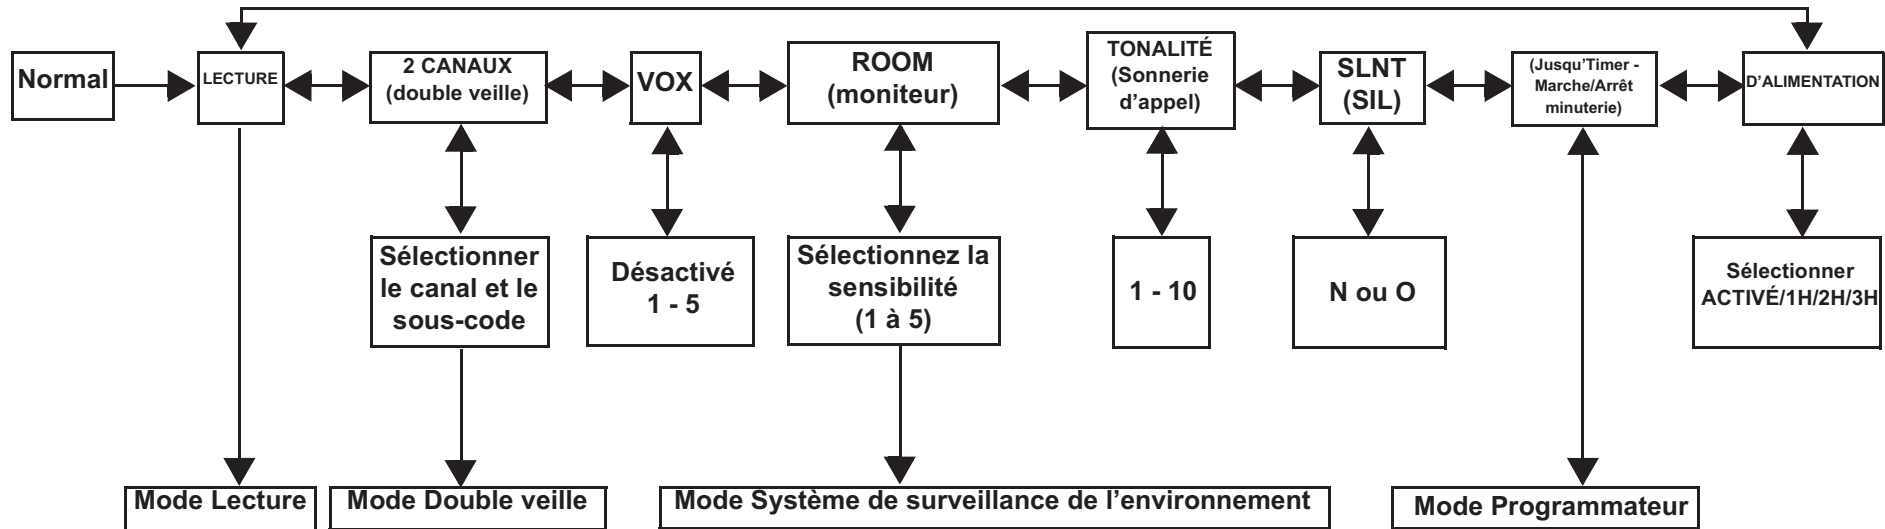 Normal
LECTURE
2 CANAUX
(double veille)
VOX
ROOM
(moniteur)
TONALITÉ
(Sonnerie
d'appel)
SLNT
(SIL)
(Jusqu'Timer -
Marche/Arrêt
minuterie)
D'ALIMENTATION
Sélectionner
le canal et le
sous-code
Désactivé
1 - 5
Sélectionnez la
sensibilité
(1 à 5)
1 - 10
N ou O
Sélectionner
ACTIVÉ/1H/2H/3H
Mode Lecture
Mode Double veille
Mode Système de surveillance de l'environnement
Mode Programmateur